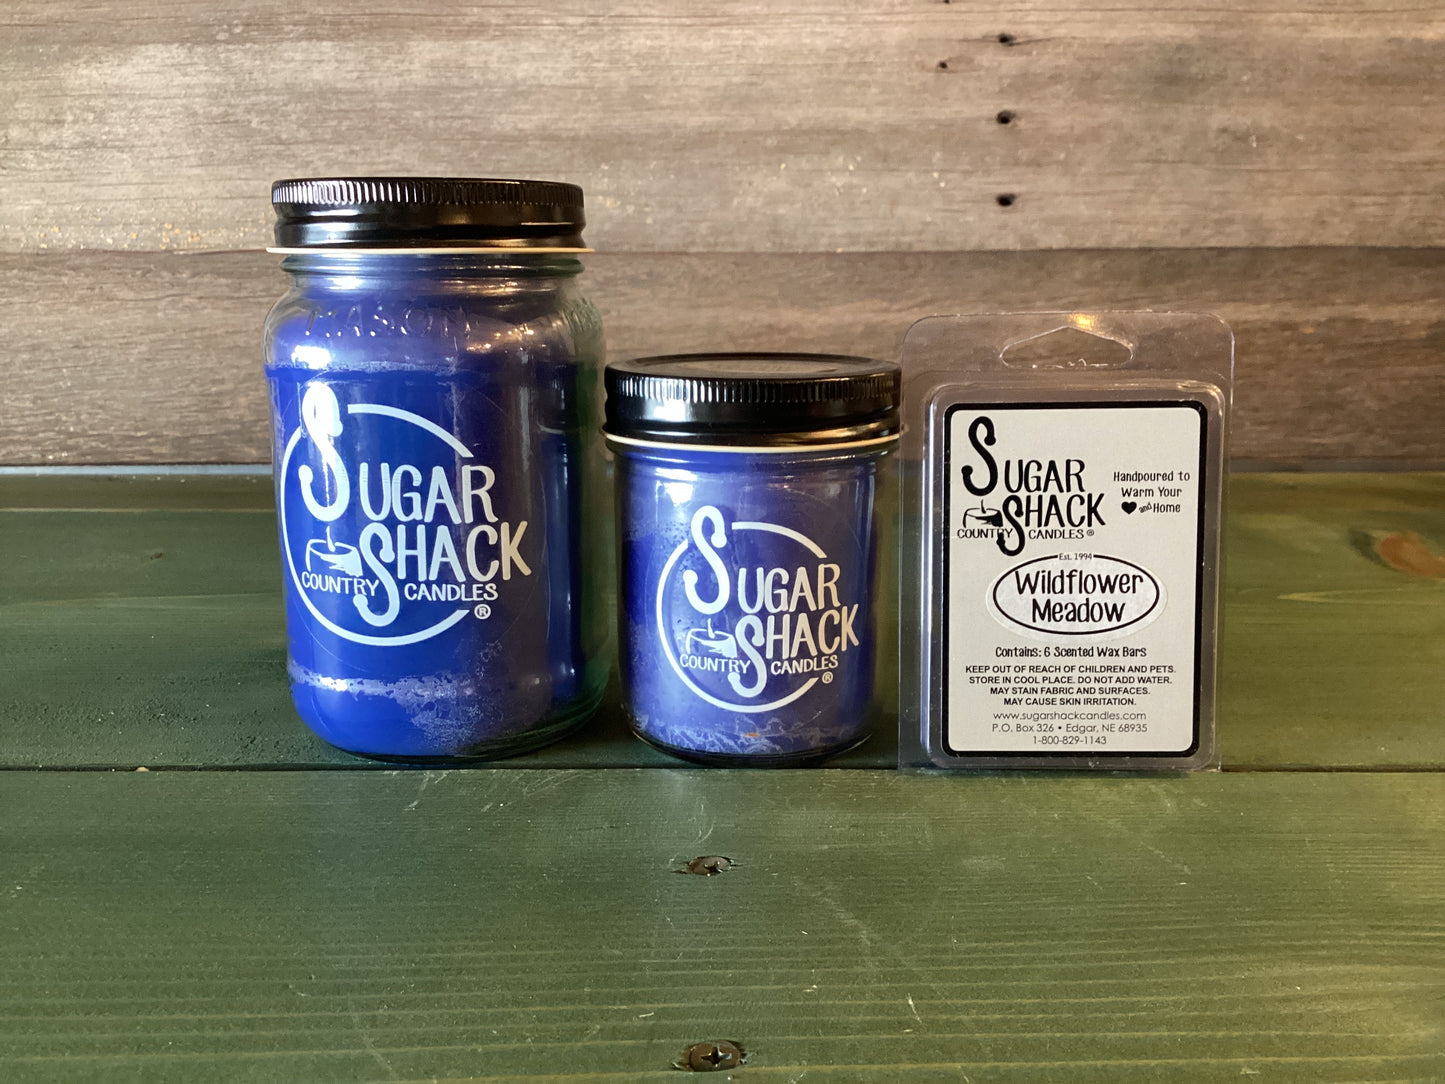 MASON
SUGAR
SHACK
COUNTRY CANDLES®
SUGAR
SHACK
COUNTRY CANDLES®
SUGAR
SHACK
COUNTRY CANDLES®
Handpoured to
Warm Your
♥ and Home
Est. 1994
Wildflower
Meadow
Contains: 6 Scented Wax Bars
KEEP OUT OF REACH OF CHILDREN AND PETS.
STORE IN COOL PLACE. DO NOT ADD WATER.
MAY STAIN FABRIC AND SURFACES.
MAY CAUSE SKIN IRRITATION.
www.sugarshackcandles.com
P.O. Box 326 • Edgar, NE 68935
1-800-829-1143